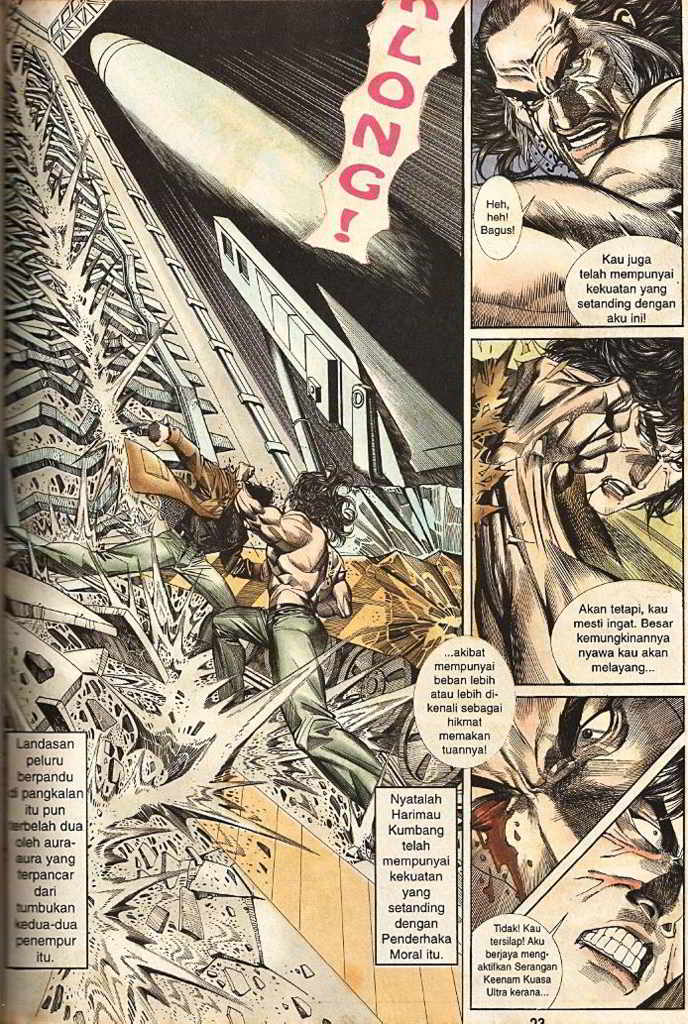 KLONG!
Landasan
peluru
berpandu
di pangkalan
itu pun
terbelah dua
oleh aura-
aura yang
terpancar
dari
tumbukan
kedua-dua
penempur
itu.
Nyatalah
Harimau
Kumbang
telah
mempunyai
kekuatan
yang
setanding
dengan
Penderhaka
Moral itu.
Heh,
heh!
Bagus!
Kau juga
telah mempunyai
kekuatan yang
setanding dengan
aku ini!
Akan tetapi, kau
mesti ingat. Besar
kemungkinannya
nyawa kau akan
melayang...
...akibat
mempunyai
beban lebih
atau lebih di-
kenali sebagai
hikmat
memakan
tuannya!
Tidak! Kau
tersilap! Aku
berjaya meng-
aktifkan Serangan
Keenam Kuasa
Ultra kerana...
23